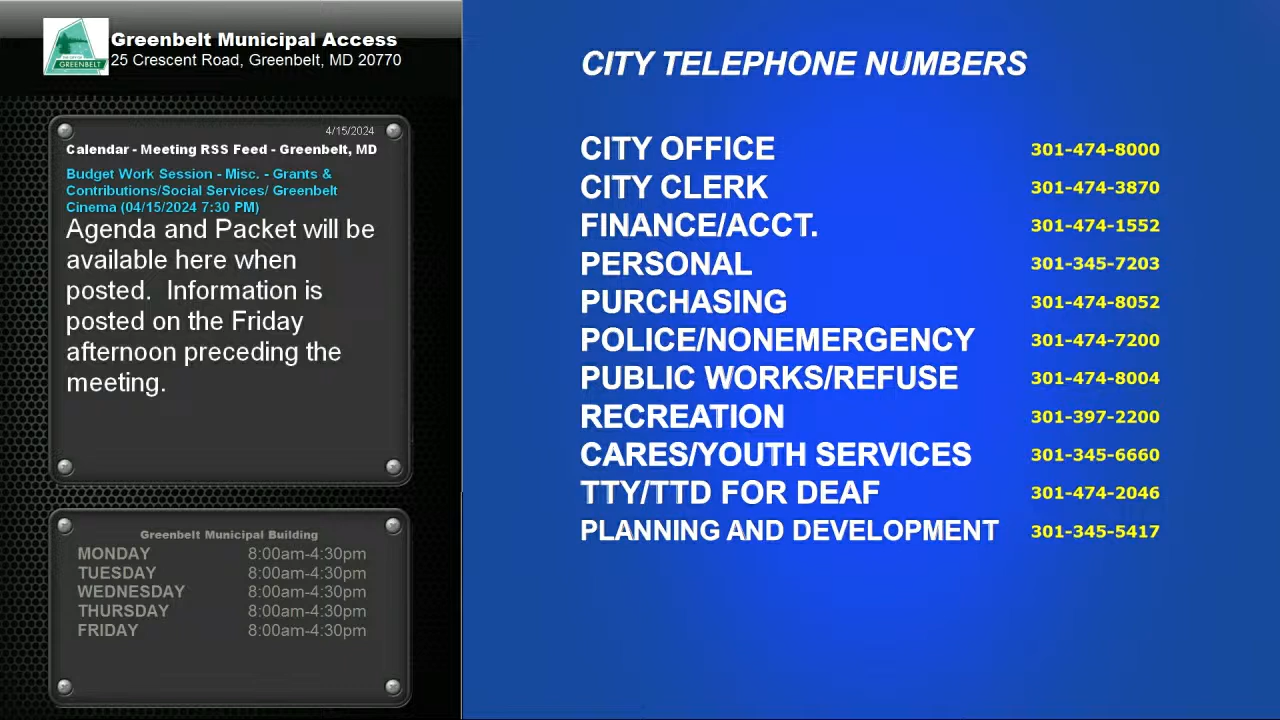 Greenbelt Municipal Access
25 Crescent Road, Greenbelt, MD 20770
GREENBELT
4/15/2024
Calendar - Meeting RSS Feed - Greenbelt, MD
Budget Work Session - Misc. - Grants &
Contributions/Social Services/ Greenbelt
Cinema (04/15/2024 7:30 PM)
Agenda and Packet will be
available here when
posted.  Information is
posted on the Friday
afternoon preceding the
meeting.
Greenbelt Municipal Building
MONDAY 8:00am-4:30pm
TUESDAY 8:00am-4:30pm
WEDNESDAY 8:00am-4:30pm
THURSDAY 8:00am-4:30pm
FRIDAY 8:00am-4:30pm
CITY TELEPHONE NUMBERS
CITY OFFICE 301-474-8000
CITY CLERK 301-474-3870
FINANCE/ACCT. 301-474-1552
PERSONAL 301-345-7203
PURCHASING 301-474-8052
POLICE/NONEMERGENCY 301-474-7200
PUBLIC WORKS/REFUSE 301-474-8004
RECREATION 301-397-2200
CARES/YOUTH SERVICES 301-345-6660
TTY/TTD FOR DEAF 301-474-2046
PLANNING AND DEVELOPMENT 301-345-5417